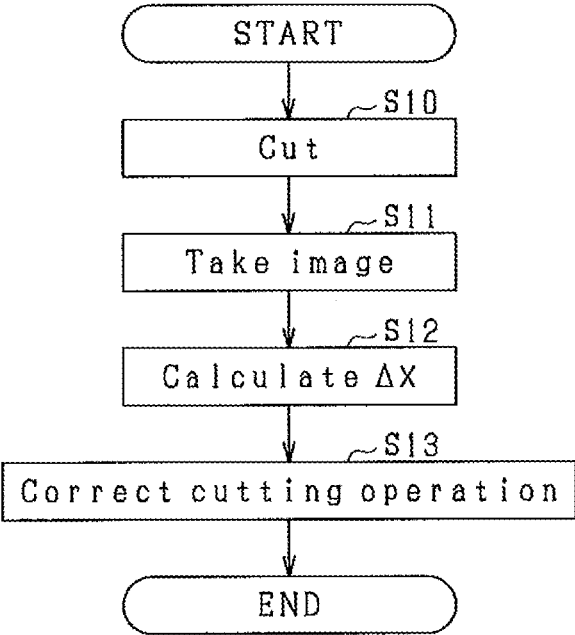 START
S10
Cut
S11
Take image
S12
Calculate ΔX
S13
Correct cutting operation
END